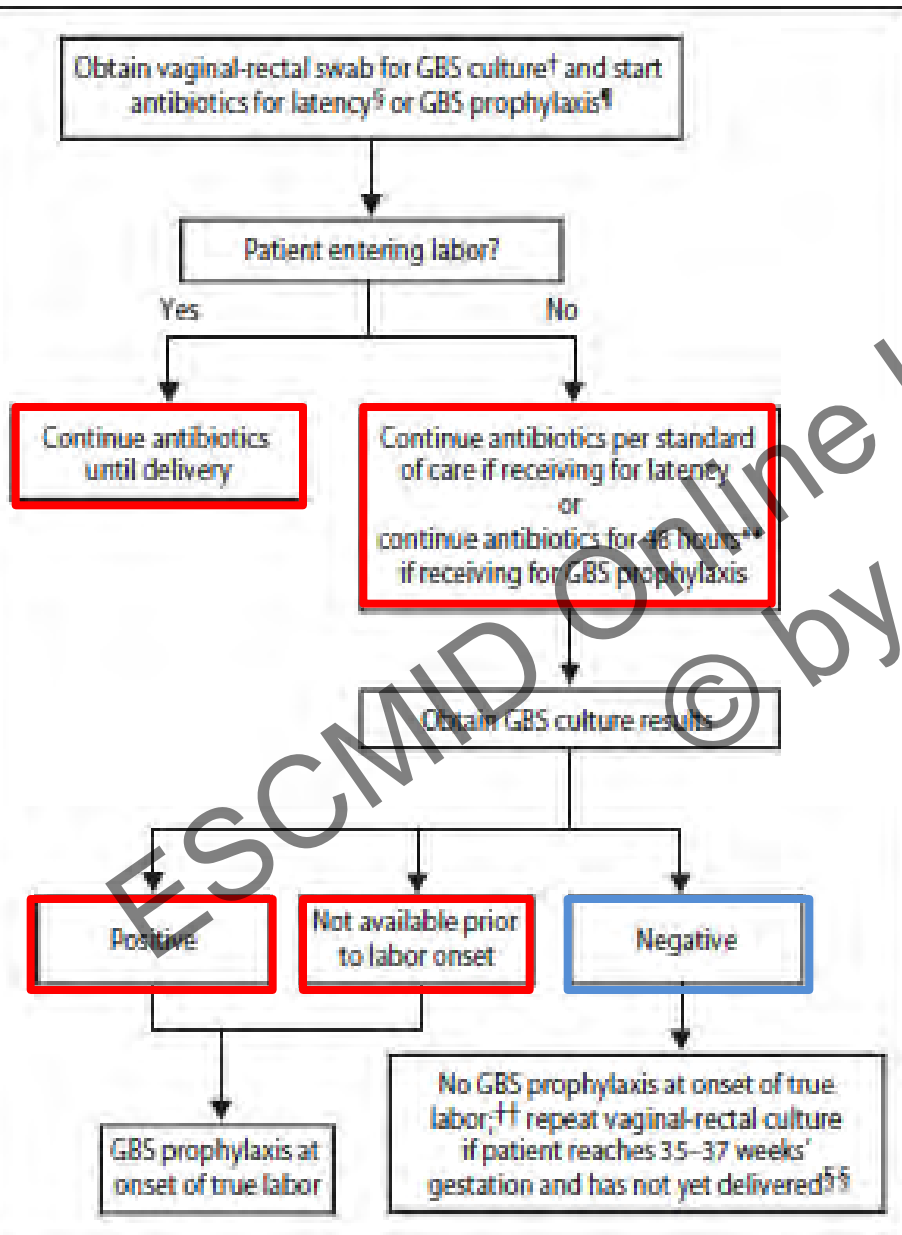 Obtain vaginal-rectal swab for GBS culture† and start
antibiotics for latency§ or GBS prophylaxis¶
Patient entering labor?
Yes
No
Continue antibiotics
until delivery
Continue antibiotics per standard
of care if receiving for latency
or
continue antibiotics for 48 hours**
if receiving for GBS prophylaxis
Obtain GBS culture results
Positive
Not available prior
to labor onset
Negative
GBS prophylaxis at
onset of true labor
No GBS prophylaxis at onset of true
labor;†† repeat vaginal-rectal culture
if patient reaches 35–37 weeks'
gestation and has not yet delivered§§
ESCMID Online
© by